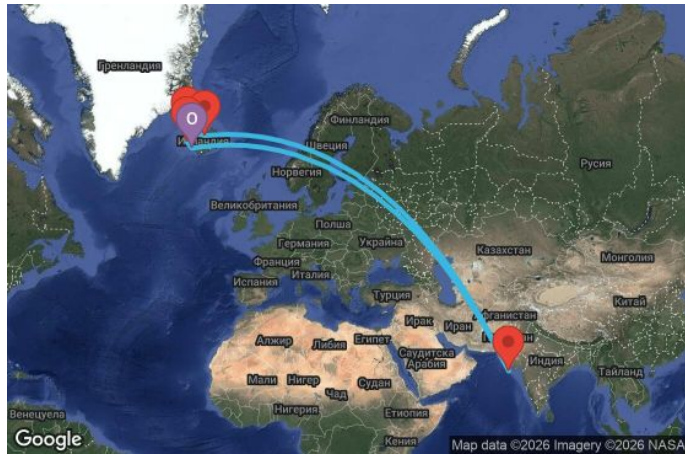 Гренландия
O
Исландия
Финландия
Швеция
Русия
Норвегия
Великобритания
Полша
Германия
Украйна
Казахстан
Монголия
Франция
Испания
Италия
Турция
Китай
Афганистан
Ирак
Иран
Алжир
Либия
Египет
Саудитска
Арабия
Индия
Тайланд
Мали
Нигер
Чад
Судан
Нигерия
Етиопия
Венецуела
Кения
Google
Map data ©2026 Imagery ©2026 NASA